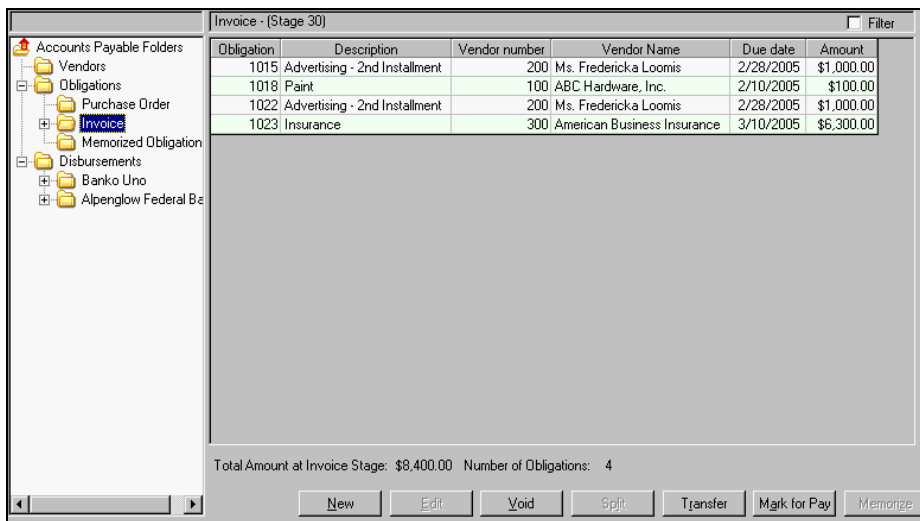 Invoice - (Stage 30)
Filter
Accounts Payable Folders
Vendors
Obligations
Purchase Order
Invoice
Memorized Obligation
Disbursements
Banko Uno
Alpenglow Federal Ba
Obligation Description Vendor number Vendor Name Due date Amount
1015 Advertising - 2nd Installment 200 Ms. Fredericka Loomis 2/28/2005 $1,000.00
1018 Paint 100 ABC Hardware, Inc. 2/10/2005 $100.00
1022 Advertising - 2nd Installment 200 Ms. Fredericka Loomis 2/28/2005 $1,000.00
1023 Insurance 300 American Business Insurance 3/10/2005 $6,300.00
Total Amount at Invoice Stage: $8,400.00 Number of Obligations: 4
New Edit Void Split Transfer Mark for Pay Memorize